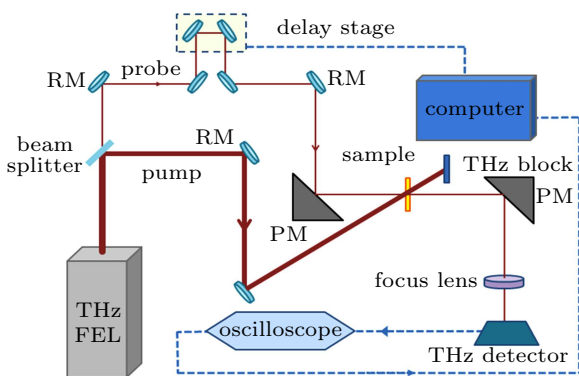 delay stage
RM
probe
RM
computer
beam
splitter
RM
pump
sample
THz block
PM
PM
THz
FEL
focus lens
oscilloscope
THz detector